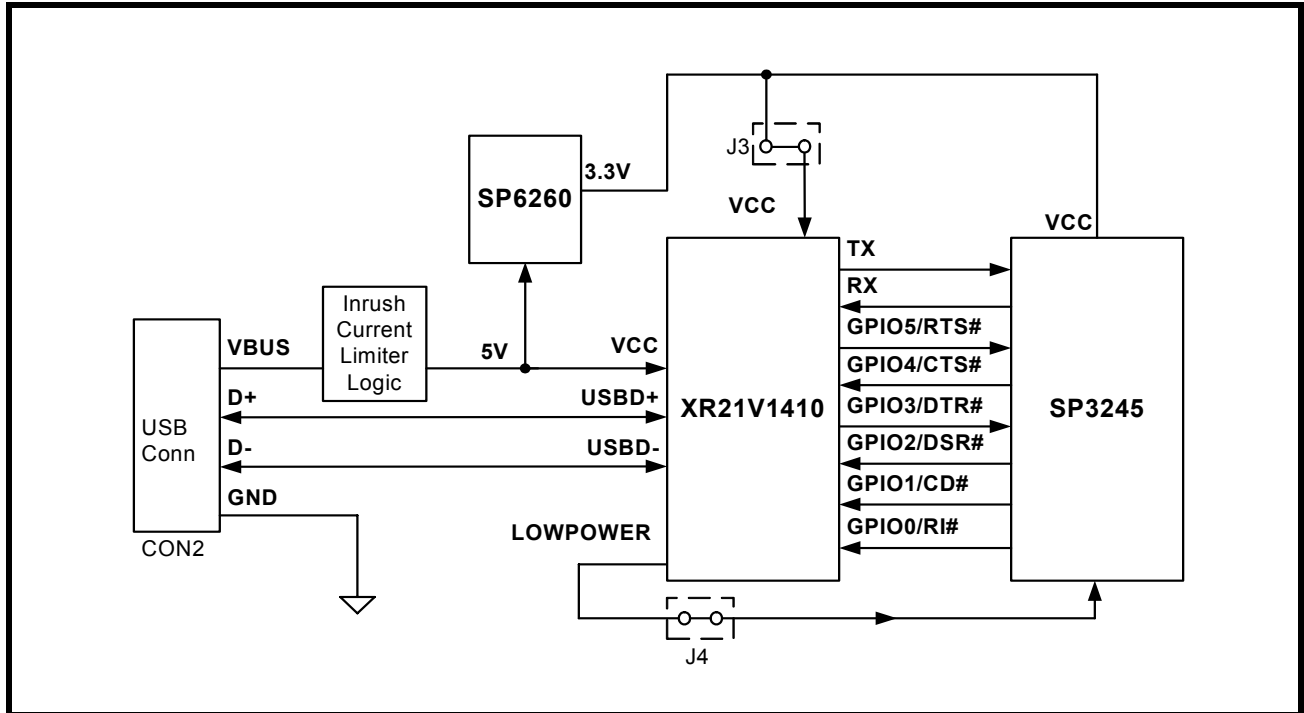 J3
3.3V
SP6260
VCC
VCC
TX
RX
Inrush
Current
Limiter
Logic
GPIO5/RTS#
VBUS
5V
VCC
GPIO4/CTS#
D+
USBD+
XR21V1410
GPIO3/DTR#
SP3245
USB
Conn
D-
USBD-
GPIO2/DSR#
GND
GPIO1/CD#
LOWPOWER
GPIO0/RI#
CON2
J4